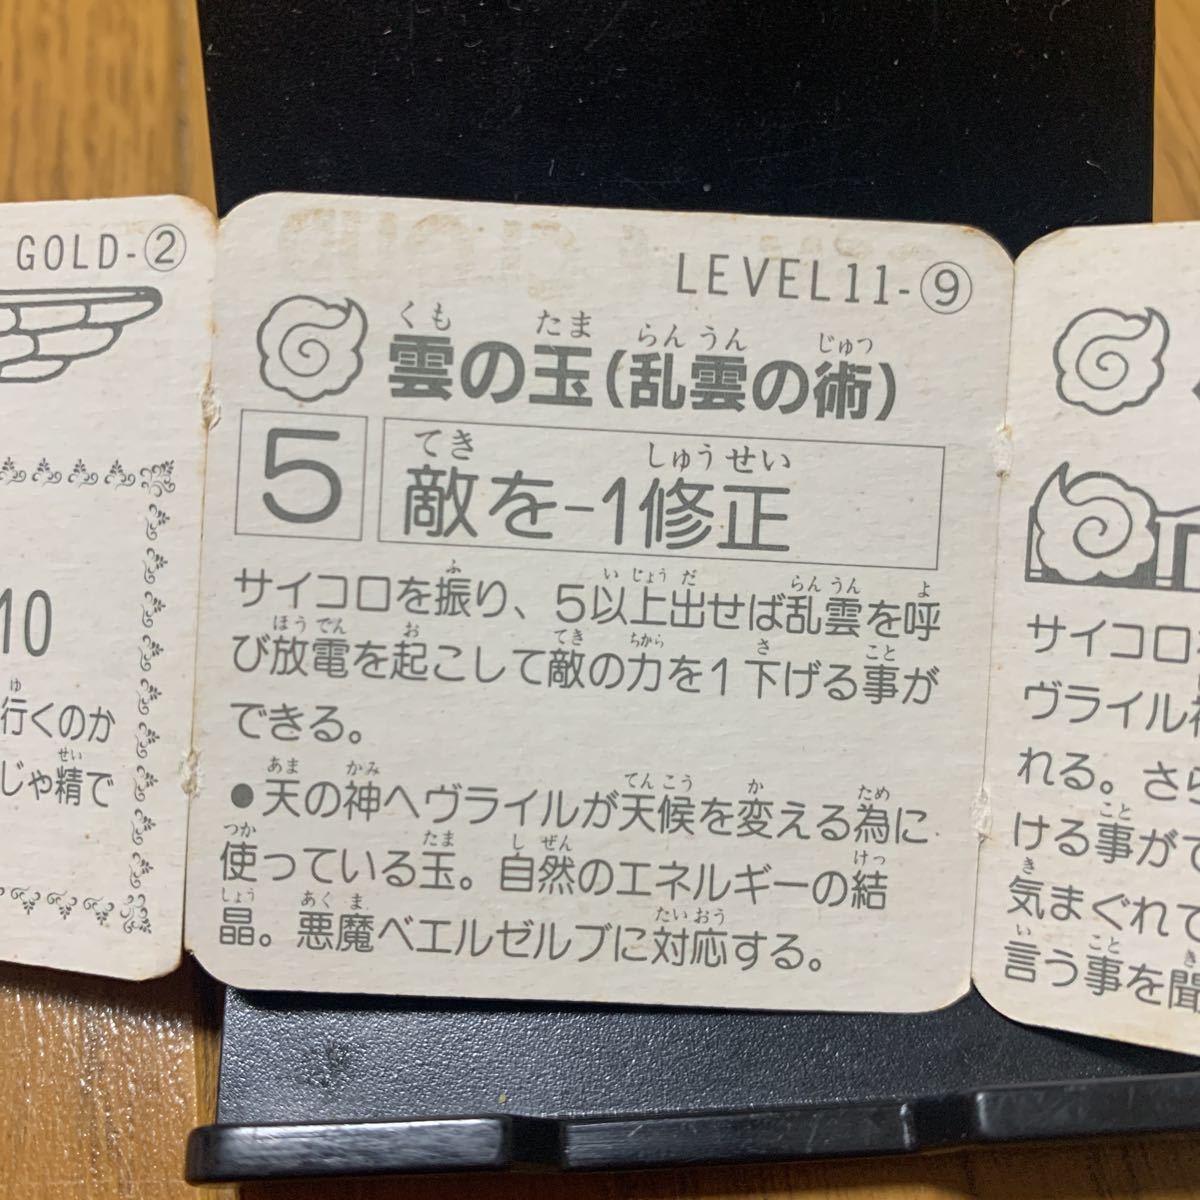 GOLD-②
10
行くのか
じゃ精で
LEVEL11-⑨
雲の玉(乱雲の術)
5
敵を-1修正
サイコロを振り、5以上出せば乱雲を呼
び放電を起こして敵の力を1下げる事が
できる。
●天の神ヘヴライルが天候を変える為に
使っている玉。自然のエネルギーの結
晶。悪魔ベエルゼルブに対応する。
サイコロ
ヴライル
れる。さら
ける事が
気まぐれで
言う事を聞